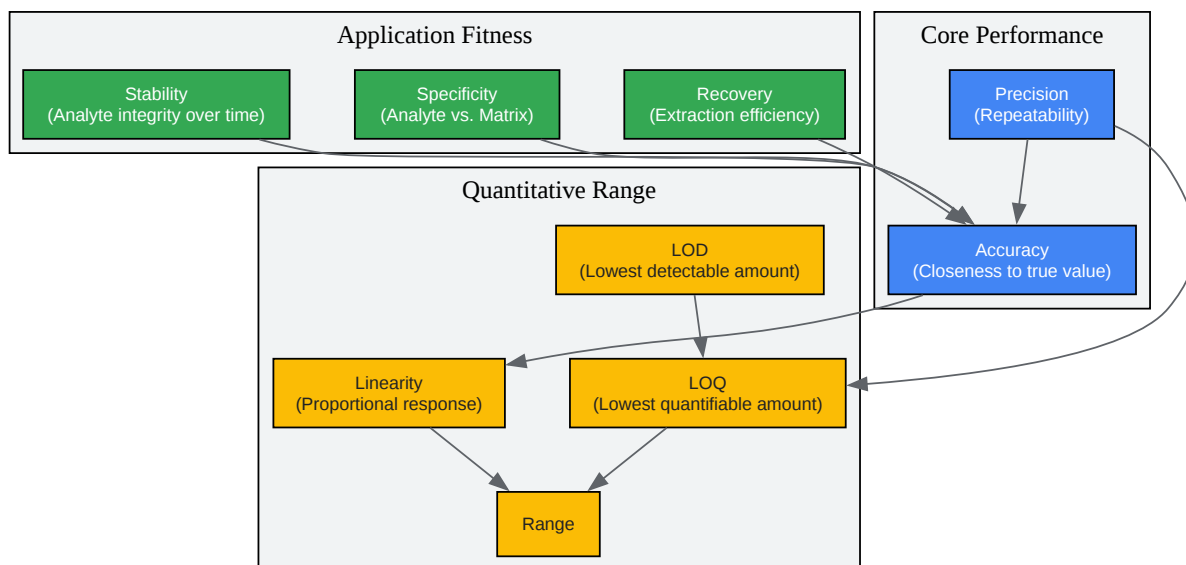 Application Fitness
Stability
(Analyte integrity over time)
Specificity
(Analyte vs. Matrix)
Recovery
(Extraction efficiency)
Core Performance
Precision
(Repeatability)
Accuracy
(Closeness to true value)
Quantitative Range
LOD
(Lowest detectable amount)
Linearity
(Proportional response)
LOQ
(Lowest quantifiable amount)
Range